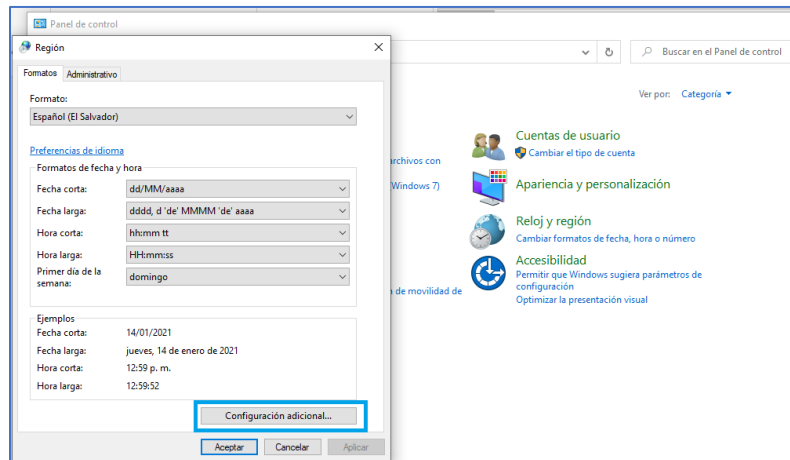 Panel de control
Región
Formatos Administrativo
Formato:
Español (El Salvador)
Preferencias de idioma
Formatos de fecha y hora
Fecha corta: dd/MM/aaaa
Fecha larga: dddd, d 'de' MMMM 'de' aaaa
Hora corta: hh:mm tt
Hora larga: HH:mm:ss
Primer día de la
semana: domingo
Ejemplos
Fecha corta: 14/01/2021
Fecha larga: jueves, 14 de enero de 2021
Hora corta: 12:59 p. m.
Hora larga: 12:59:52
Configuración adicional...
Aceptar Cancelar Aplicar
Buscar en el Panel de control
Ver por: Categoría
rchivos con
Windows 7)
de movilidad de
Cuentas de usuario
Cambiar el tipo de cuenta
Apariencia y personalización
Reloj y región
Cambiar formatos de fecha, hora o número
Accesibilidad
Permitir que Windows sugiera parámetros de
configuración
Optimizar la presentación visual